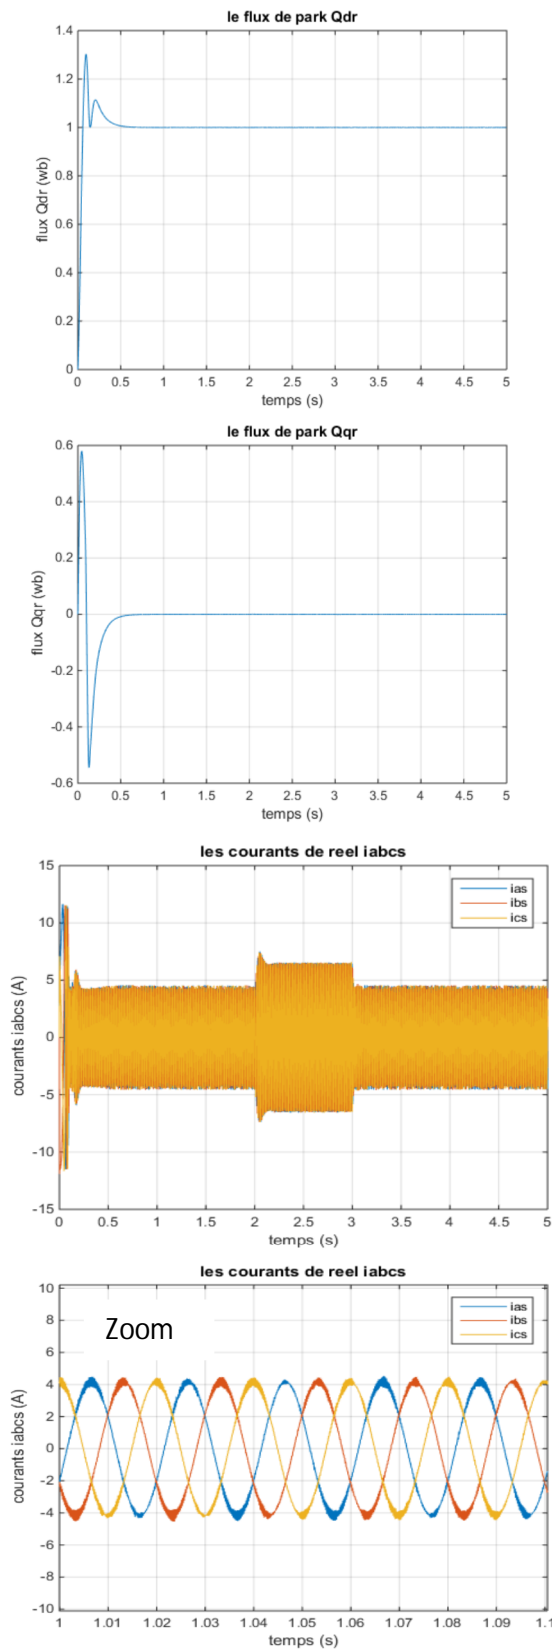 le flux de park Qdr
1.4
1.2
1
0.8
0.6
0.4
0.2
0
flux Qdr (wb)
0 0.5 1 1.5 2 2.5 3 3.5 4 4.5 5
temps (s)
le flux de park Qqr
0.6
0.4
0.2
0
-0.2
-0.4
-0.6
flux Qqr (wb)
0 0.5 1 1.5 2 2.5 3 3.5 4 4.5 5
temps (s)
les courants de reel iabcs
15
10
5
0
-5
-10
-15
courants iabcs (A)
ias
ibs
ics
0 0.5 1 1.5 2 2.5 3 3.5 4 4.5 5
temps (s)
les courants de reel iabcs
Zoom
10
8
6
4
2
0
-2
-4
-6
-8
-10
courants iabcs (A)
ias
ibs
ics
1 1.01 1.02 1.03 1.04 1.05 1.06 1.07 1.08 1.09 1.1
temps (s)